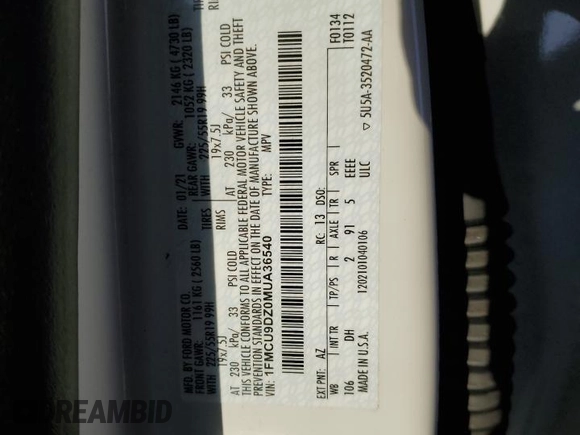 MFD. BY FORD MOTOR CO.
DATE: 01/21 GVWR: 2146 KG ( 4730 LB)
FRONT GAWR: 1161 KG ( 2560 LB) REAR GAWR: 1052 KG ( 2320 LB)
WITH 225/55R19 99H TIRES WITH 225/55R19 99H
19x7.5J RIMS 19x7.5J
AT 230 kPa/ 33 PSI COLD AT 230 kPa/ 33 PSI COLD
THIS VEHICLE CONFORMS TO ALL APPLICABLE FEDERAL MOTOR VEHICLE SAFETY AND THEFT
PREVENTION STANDARDS IN EFFECT ON THE DATE OF MANUFACTURE SHOWN ABOVE.
VIN: 1FMCU9DZ0MUA36540 TYPE: MPV
EXT PNT: AZ RC: 13 DSO: F0134
WB INT TR TP/PS R AXLE TR SPR T0112
106 DH 2 91 5 EEEE
MADE IN U.S.A. 1202101040106 ULC ▽ 5U5A-3520472-AA
DREAMBID